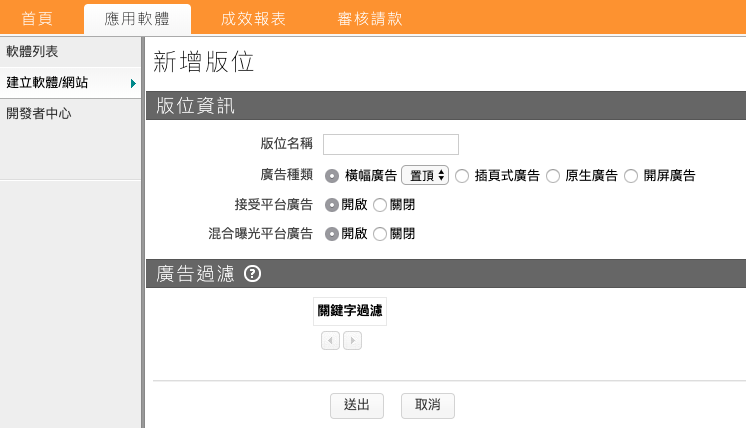 首頁 應用軟體 成效報表 審核請款
軟體列表
建立軟體/網站
開發者中心
新增版位
版位資訊
版位名稱
廣告種類 橫幅廣告 置頂 插頁式廣告 原生廣告 開屏廣告
接受平台廣告 開啟 關閉
混合曝光平台廣告 開啟 關閉
廣告過濾 ?
關鍵字過濾
送出 取消